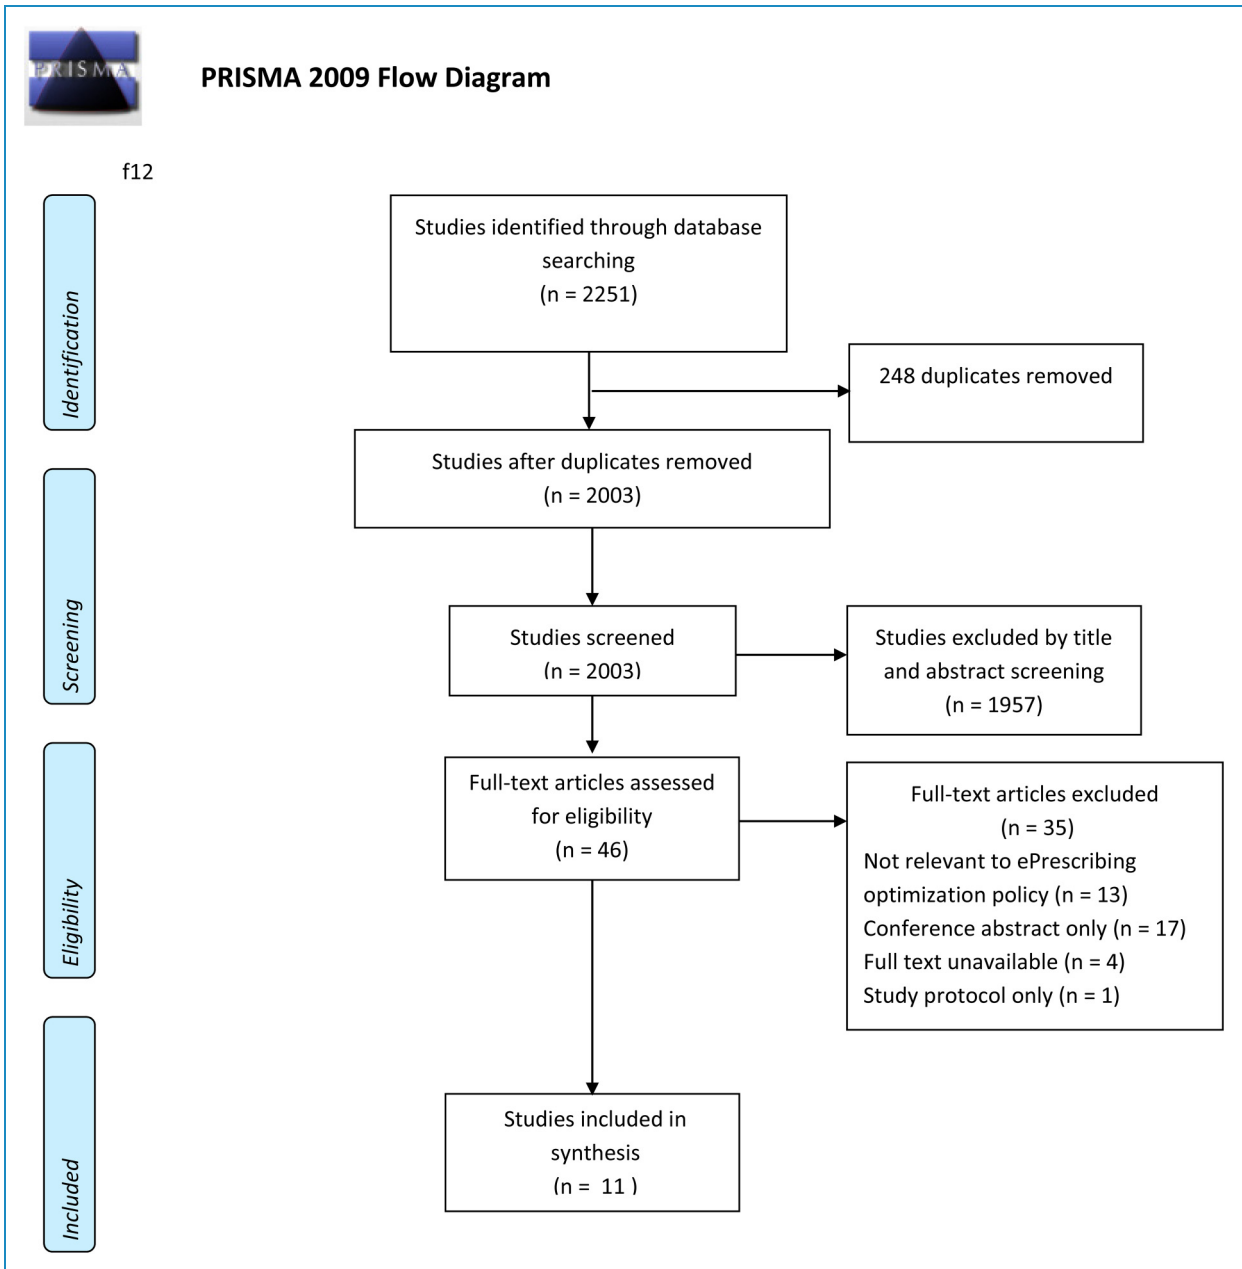 PRISMA
PRISMA 2009 Flow Diagram
f12
Identification
Studies identified through database
searching
(n = 2251)
248 duplicates removed
Studies after duplicates removed
(n = 2003)
Screening
Studies screened
(n = 2003)
Studies excluded by title
and abstract screening
(n = 1957)
Eligibility
Full-text articles assessed
for eligibility
(n = 46)
Full-text articles excluded
(n = 35)
Not relevant to ePrescribing
optimization policy (n = 13)
Conference abstract only (n = 17)
Full text unavailable (n = 4)
Study protocol only (n = 1)
Included
Studies included in
synthesis
(n =  11 )